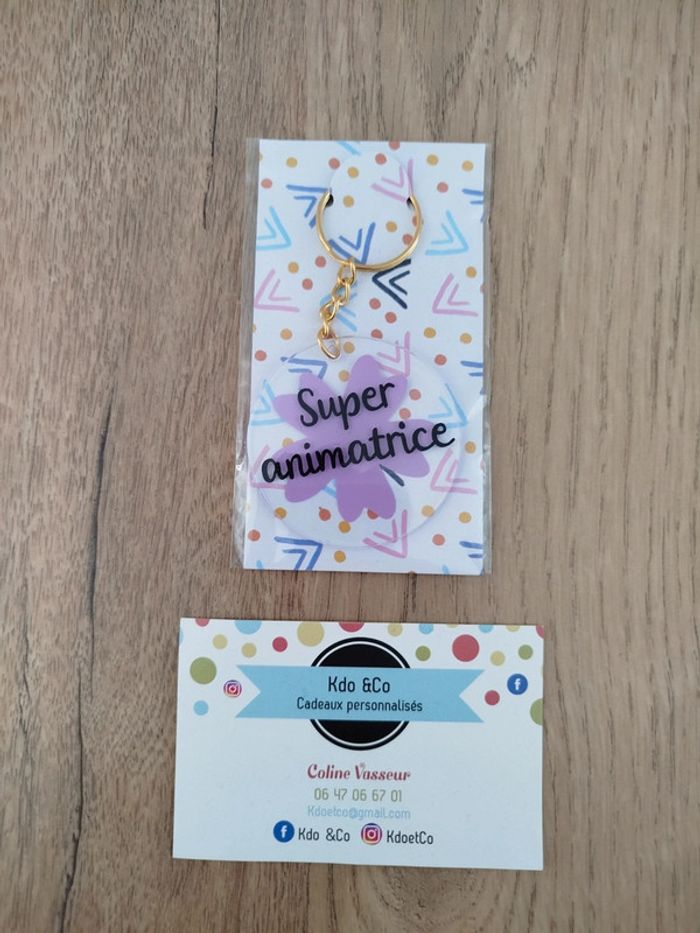 Super
animatrice
Kdo &Co
Cadeaux personnalisés
Coline Vasseur
06 47 06 67 01
Kdoetco@gmail.com
Kdo &Co KdoetCo